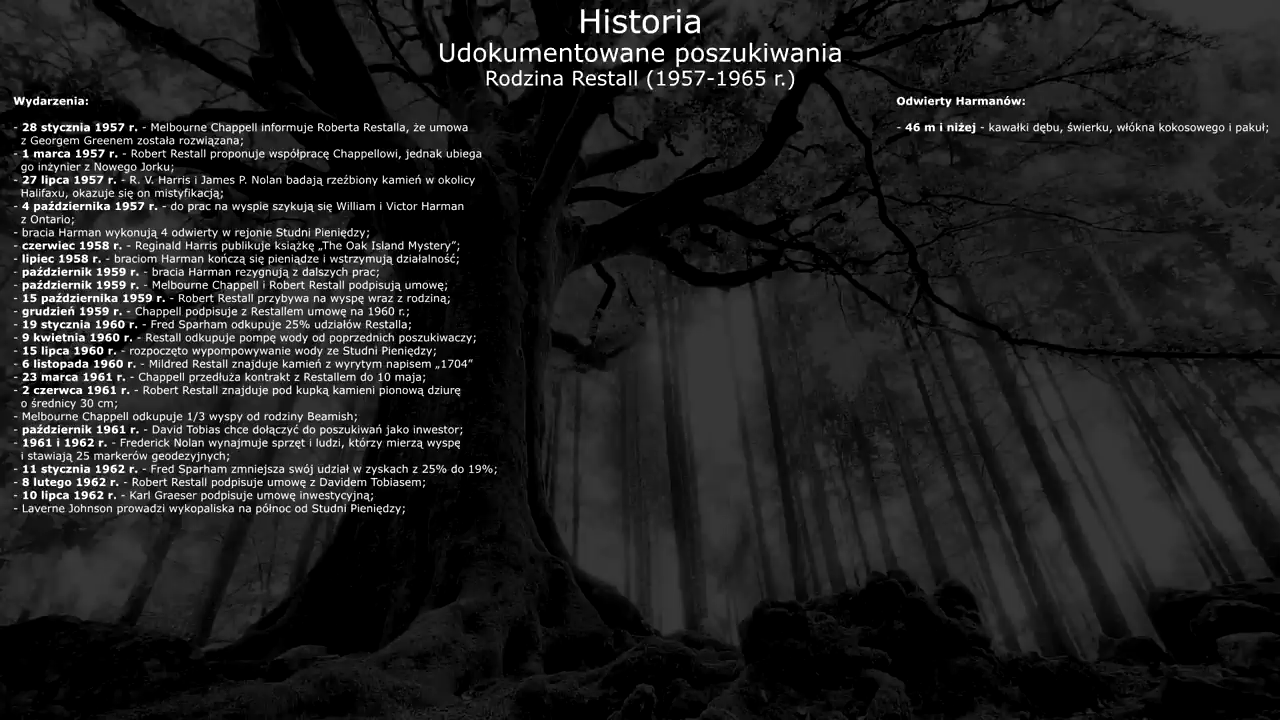 Historia
Udokumentowane poszukiwania
Rodzina Restall (1957-1965 r.)
Wydarzenia:
- 28 stycznia 1957 r. - Melbourne Chappell informuje Roberta Restalla, że umowa
z Georgem Greenem została rozwiązana;
- 1 marca 1957 r. - Robert Restall proponuje współpracę Chappellowi, jednak ubiega
go inżynier z Nowego Jorku;
- 27 lipca 1957 r. - R. V. Harris i James P. Nolan badają rzeźbiony kamień w okolicy
Halifaxu, okazuje się on mistyfikacją;
- 4 października 1957 r. - do prac na wyspie szykują się William i Victor Harman
z Ontario;
- bracia Harman wykonują 4 odwierty w rejonie Studni Pieniędzy;
- czerwiec 1958 r. - Reginald Harris publikuje książkę „The Oak Island Mystery”;
- lipiec 1958 r. - braciom Harman kończą się pieniądze i wstrzymują działalność;
- październik 1959 r. - bracia Harman rezygnują z dalszych prac;
- październik 1959 r. - Melbourne Chappell i Robert Restall podpisują umowę;
- 15 października 1959 r. - Robert Restall przybywa na wyspę wraz z rodziną;
- grudzień 1959 r. - Chappell podpisuje z Restallem umowę na 1960 r.;
- 19 stycznia 1960 r. - Fred Sparham odkupuje 25% udziałów Restalla;
- 9 kwietnia 1960 r. - Restall odkupuje pompę wody od poprzednich poszukiwaczy;
- 15 lipca 1960 r. - rozpoczęto wypompowywanie wody ze Studni Pieniędzy;
- 6 listopada 1960 r. - Mildred Restall znajduje kamień z wyrytym napisem „1704”
- 23 marca 1961 r. - Chappell przedłuża kontrakt z Restallem do 10 maja;
- 2 czerwca 1961 r. - Robert Restall znajduje pod kupką kamieni pionową dziurę
o średnicy 30 cm;
- Melbourne Chappell odkupuje 1/3 wyspy od rodziny Beamish;
- październik 1961 r. - David Tobias chce dołączyć do poszukiwań jako inwestor;
- 1961 i 1962 r. - Frederick Nolan wynajmuje sprzęt i ludzi, którzy mierzą wyspę
i stawiają 25 markerów geodezyjnych;
- 11 stycznia 1962 r. - Fred Sparham zmniejsza swój udział w zyskach z 25% do 19%;
- 8 lutego 1962 r. - Robert Restall podpisuje umowę z Davidem Tobiasem;
- 10 lipca 1962 r. - Karl Graeser podpisuje umowę inwestycyjną;
- Laverne Johnson prowadzi wykopaliska na północ od Studni Pieniędzy;
Odwierty Harmanów:
- 46 m i niżej - kawałki dębu, świerku, włókna kokosowego i pakuł;